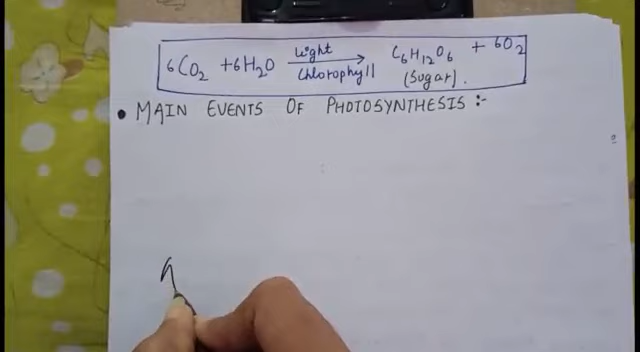 6CO₂ + 6H₂O Light Chlorophyll → C₆H₁₂O₆ (Sugar). + 6O₂
• MAIN EVENTS OF PHOTOSYNTHESIS :-